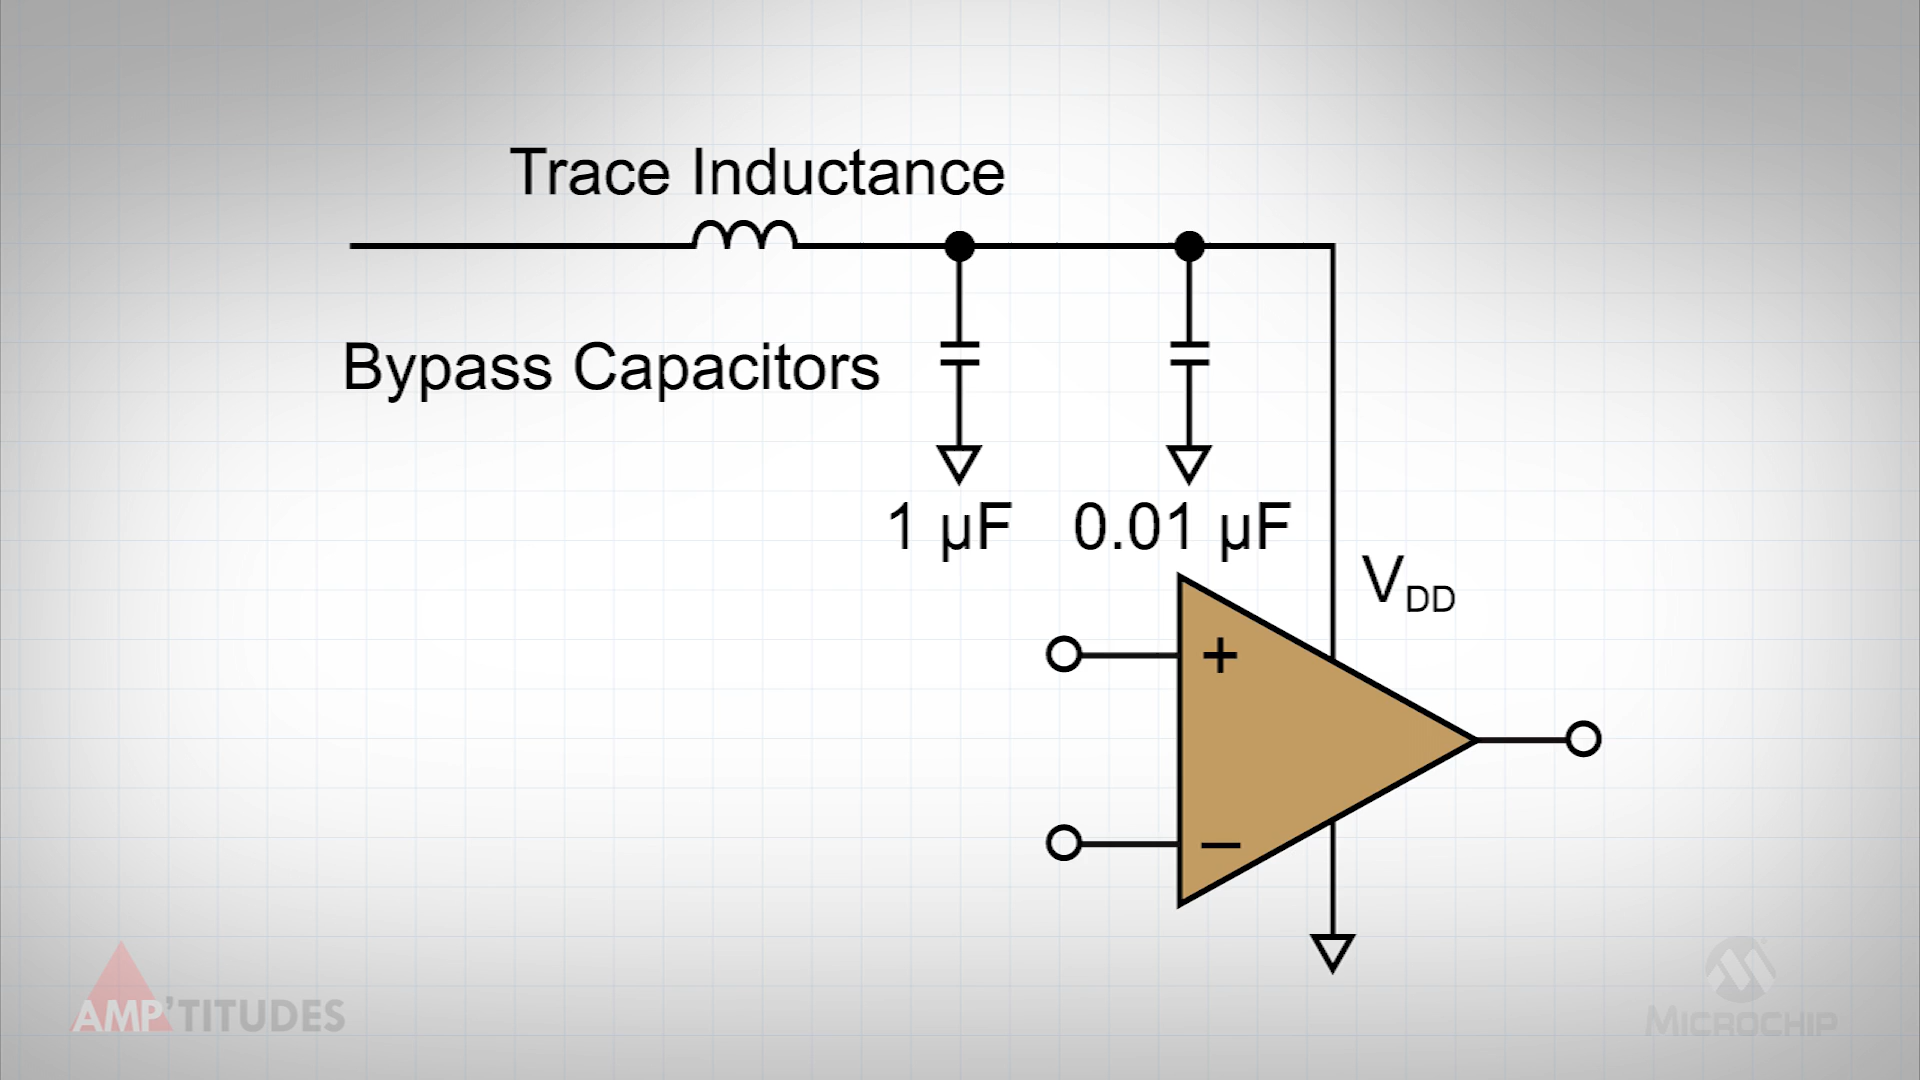 Trace Inductance
Bypass Capacitors
1 µF 0.01 µF
VDD
+
−
AMP'TITUDES
MICROCHIP